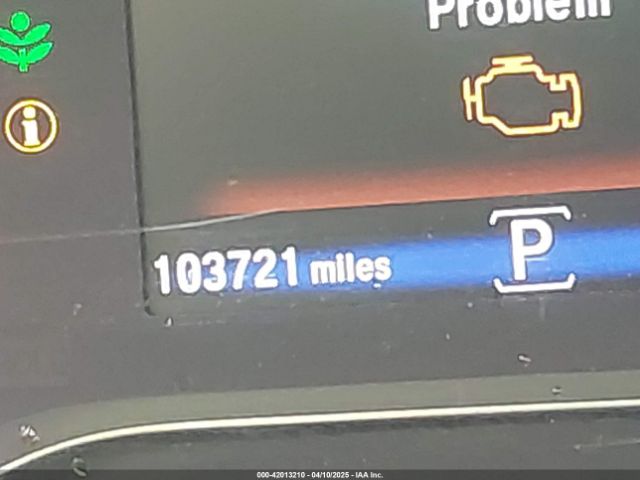 Problem
103721 miles
P
000-42013210 - 04/10/2025 - IAA Inc.